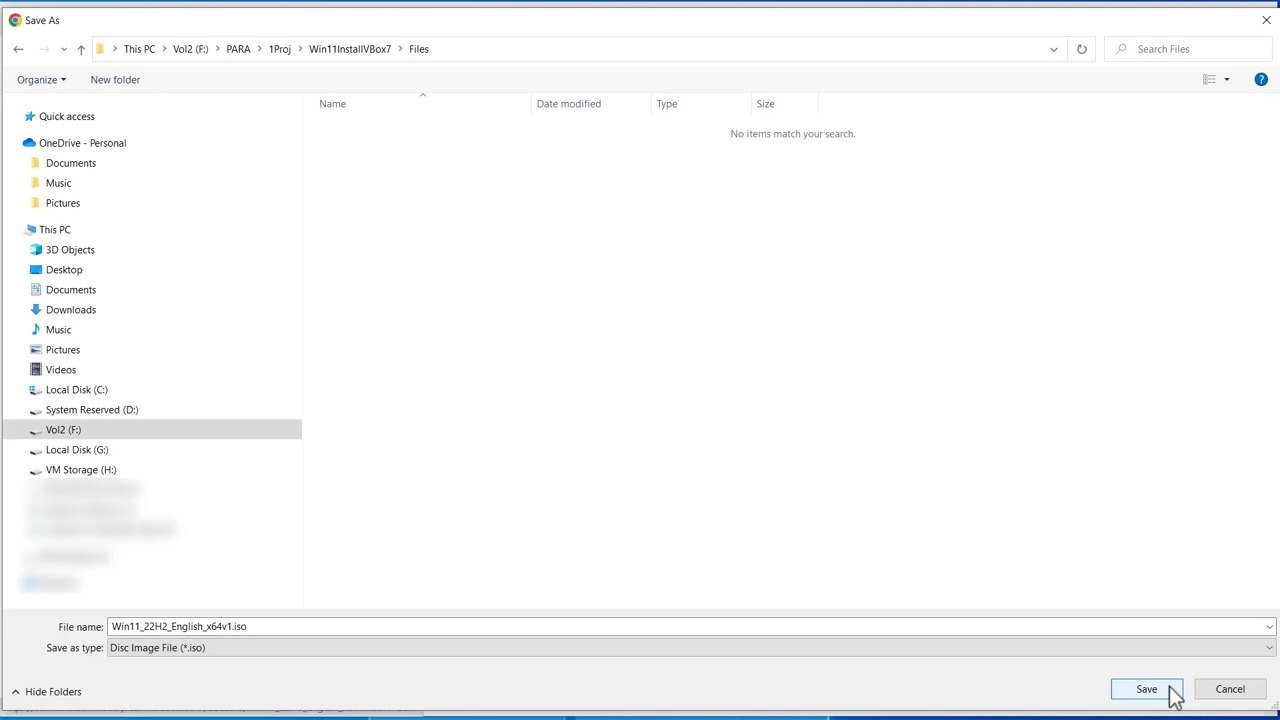 Save As
This PC > Vol2 (F:) > PARA > 1Proj > Win11InstallVBox7 > Files
Search Files
Organize
New folder
Name
Date modified
Type
Size
No items match your search.
Quick access
OneDrive - Personal
Documents
Music
Pictures
This PC
3D Objects
Desktop
Documents
Downloads
Music
Pictures
Videos
Local Disk (C:)
System Reserved (D:)
Vol2 (F:)
Local Disk (G:)
VM Storage (H:)
File name: Win11_22H2_English_x64v1.iso
Save as type: Disc Image File (*.iso)
Hide Folders
Save
Cancel